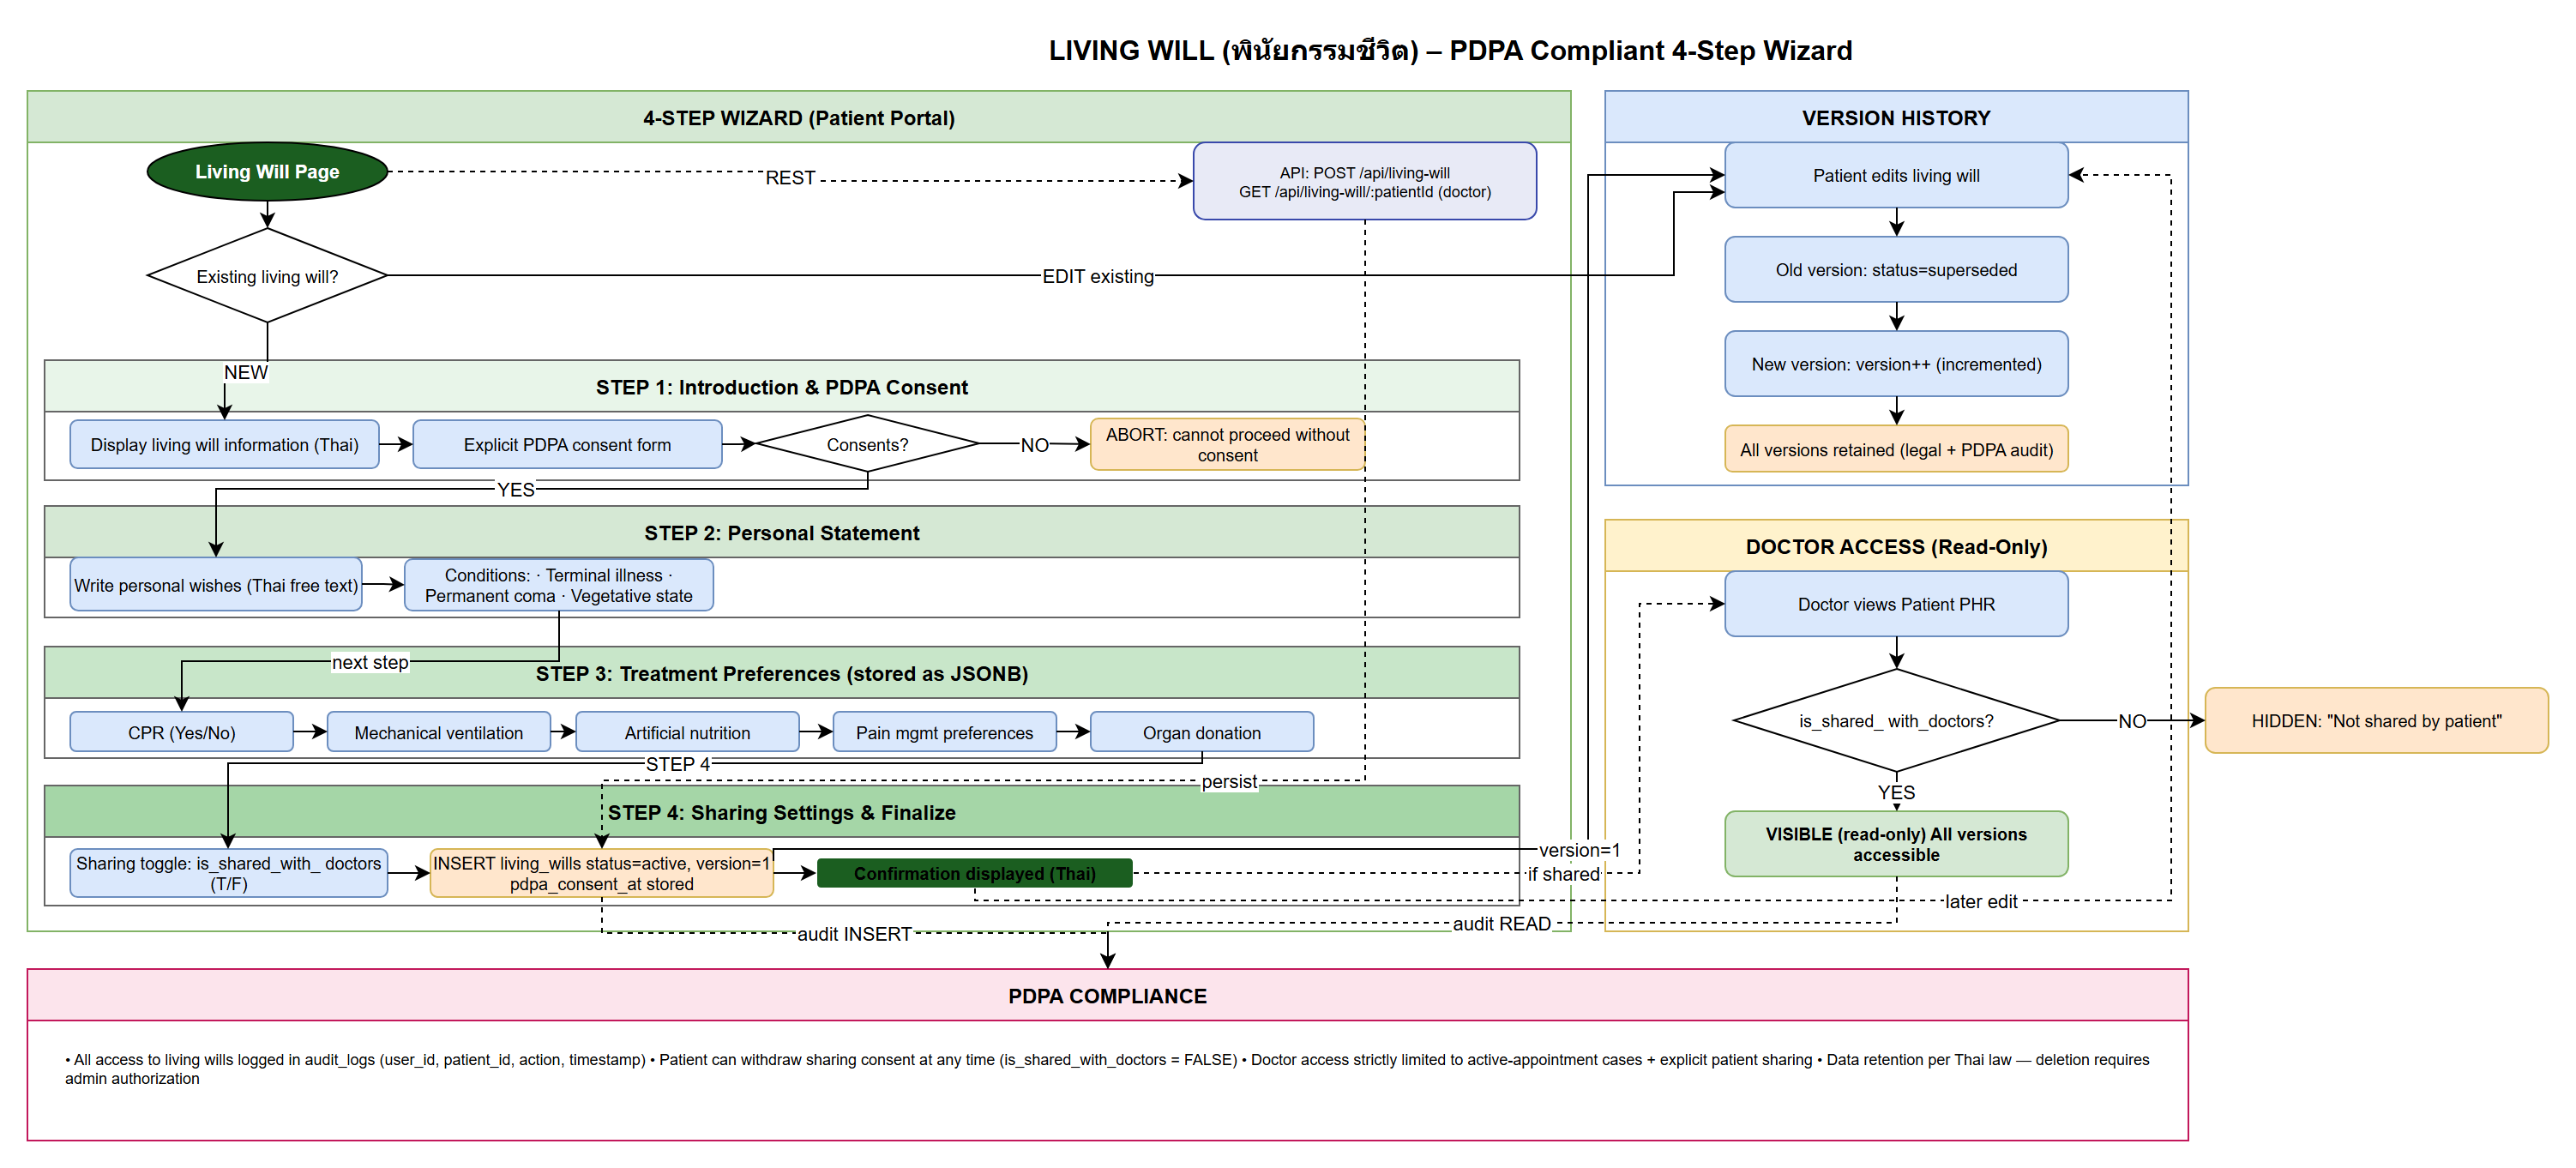 LIVING WILL (พินัยกรรมชีวิต) – PDPA Compliant 4-Step Wizard
4-STEP WIZARD (Patient Portal)
Living Will Page
REST
API: POST /api/living-will
GET /api/living-will/:patientId (doctor)
Existing living will?
EDIT existing
NEW
STEP 1: Introduction & PDPA Consent
Display living will information (Thai)
Explicit PDPA consent form
Consents?
NO
ABORT: cannot proceed without
consent
YES
STEP 2: Personal Statement
Write personal wishes (Thai free text)
Conditions: · Terminal illness ·
Permanent coma · Vegetative state
next step
STEP 3: Treatment Preferences (stored as JSONB)
CPR (Yes/No)
Mechanical ventilation
Artificial nutrition
Pain mgmt preferences
Organ donation
STEP 4
persist
STEP 4: Sharing Settings & Finalize
Sharing toggle: is_shared_with_ doctors
(T/F)
INSERT living_wills status=active, version=1
pdpa_consent_at stored
Confirmation displayed (Thai)
version=1
if shared
later edit
audit INSERT
audit READ
VERSION HISTORY
Patient edits living will
Old version: status=superseded
New version: version++ (incremented)
All versions retained (legal + PDPA audit)
DOCTOR ACCESS (Read-Only)
Doctor views Patient PHR
is_shared_ with_doctors?
NO
HIDDEN: "Not shared by patient"
YES
VISIBLE (read-only) All versions
accessible
PDPA COMPLIANCE
• All access to living wills logged in audit_logs (user_id, patient_id, action, timestamp) • Patient can withdraw sharing consent at any time (is_shared_with_doctors = FALSE) • Doctor access strictly limited to active-appointment cases + explicit patient sharing • Data retention per Thai law — deletion requires
admin authorization